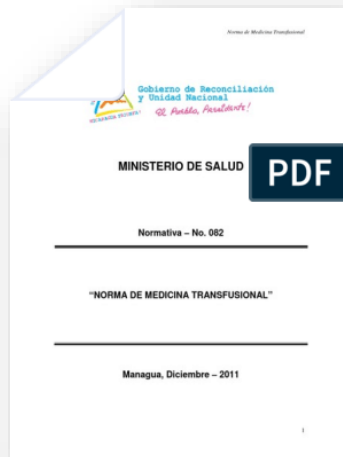 Norma de Medicina Transfusional
Gobierno de Reconciliación
y Unidad Nacional
El Pueblo, Presidente!
MINISTERIO DE SALUD
PDF
Normativa – No. 082
“NORMA DE MEDICINA TRANSFUSIONAL”
Managua, Diciembre – 2011
1